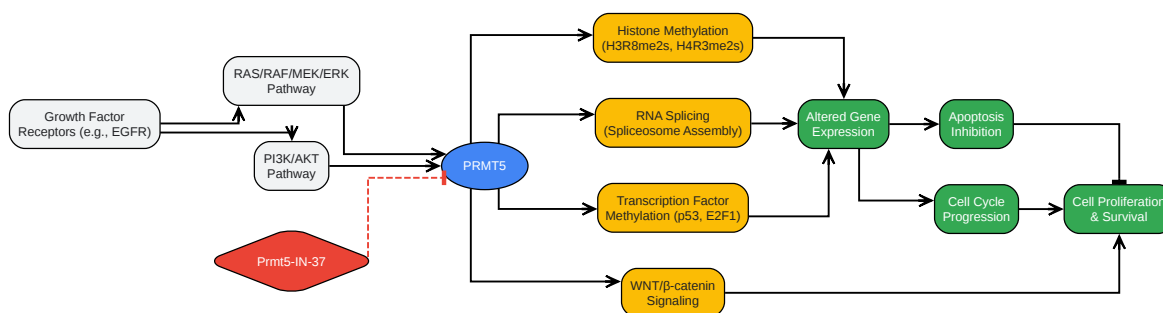 Histone Methylation
(H3R8me2s, H4R3me2s)
RAS/RAF/MEK/ERK
Pathway
Growth Factor
Receptors (e.g., EGFR)
RNA Splicing
(Spliceosome Assembly)
Altered Gene
Expression
Apoptosis
Inhibition
PI3K/AKT
Pathway
PRMT5
Transcription Factor
Methylation (p53, E2F1)
Cell Cycle
Progression
Cell Proliferation
& Survival
Prmt5-IN-37
WNT/β-catenin
Signaling